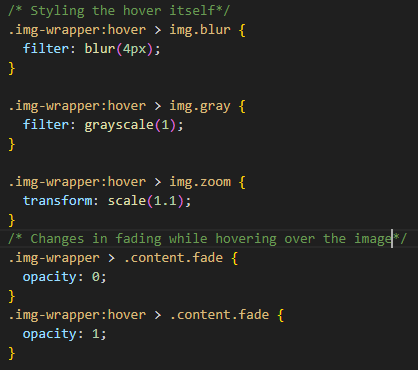 /* Styling the hover itself*/
.img-wrapper:hover > img.blur {
  filter: blur(4px);
}

.img-wrapper:hover > img.gray {
  filter: grayscale(1);
}

.img-wrapper:hover > img.zoom {
  transform: scale(1.1);
}
/* Changes in fading while hovering over the image*/
.img-wrapper > .content.fade {
  opacity: 0;
}
.img-wrapper:hover > .content.fade {
  opacity: 1;
}